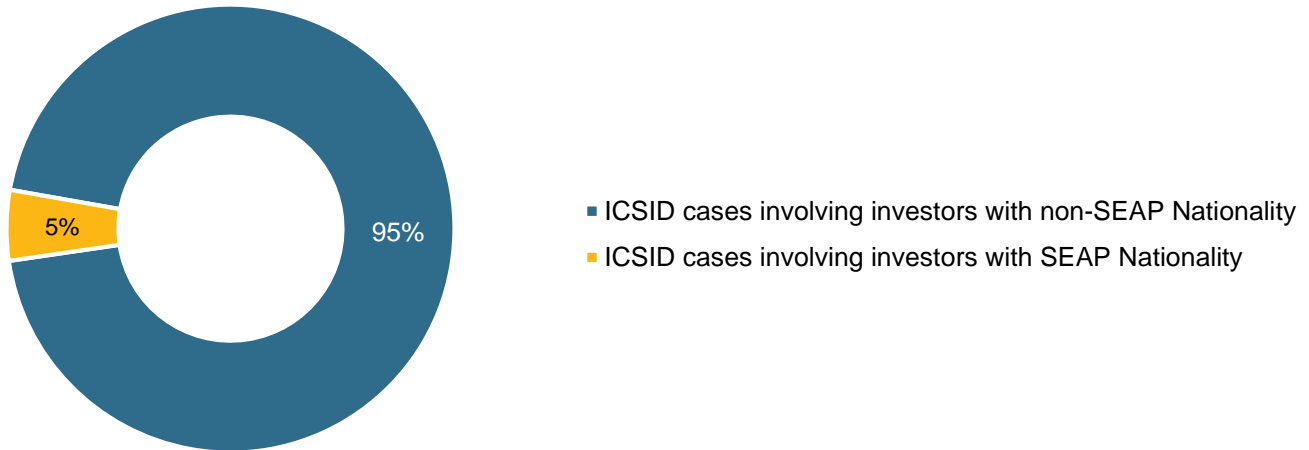 5%
95%
ICSID cases involving investors with non-SEAP Nationality
ICSID cases involving investors with SEAP Nationality